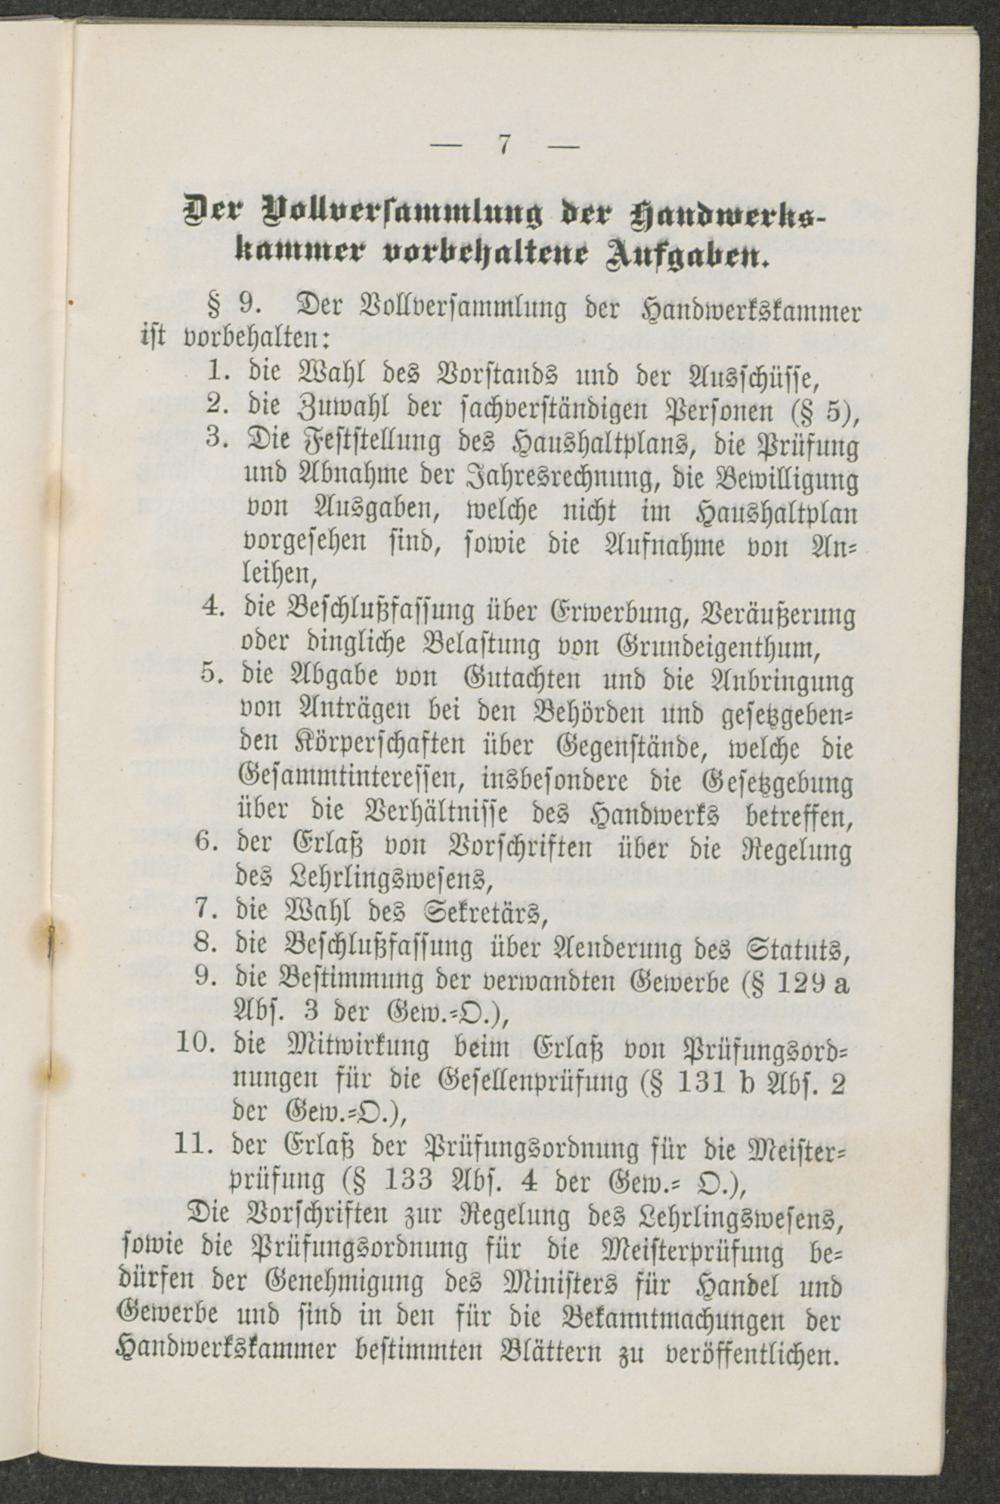 — 7 —
Der Vollversammlung der Handwerks-
kammer vorbehaltene Aufgaben.
§ 9. Der Vollversammlung der Handwerkskammer
ist vorbehalten:
1. die Wahl des Vorstands und der Ausschüsse,
2. die Zuwahl der sachverständigen Personen (§ 5),
3. Die Feststellung des Haushaltplans, die Prüfung
und Abnahme der Jahresrechnung, die Bewilligung
von Ausgaben, welche nicht im Haushaltplan
vorgesehen sind, sowie die Aufnahme von An-
leihen,
4. die Beschlußfassung über Erwerbung, Veräußerung
oder dingliche Belastung von Grundeigenthum,
5. die Abgabe von Gutachten und die Anbringung
von Anträgen bei den Behörden und gesetzgeben-
den Körperschaften über Gegenstände, welche die
Gesammtinteressen, insbesondere die Gesetzgebung
über die Verhältnisse des Handwerks betreffen,
6. der Erlaß von Vorschriften über die Regelung
des Lehrlingswesens,
7. die Wahl des Sekretärs,
8. die Beschlußfassung über Aenderung des Statuts,
9. die Bestimmung der verwandten Gewerbe (§ 129 a
Abs. 3 der Gew.-O.),
10. die Mitwirkung beim Erlaß von Prüfungsord-
nungen für die Gesellenprüfung (§ 131 b Abs. 2
der Gew.-O.),
11. der Erlaß der Prüfungsordnung für die Meister-
prüfung (§ 133 Abs. 4 der Gew.- O.),
Die Vorschriften zur Regelung des Lehrlingswesens,
sowie die Prüfungsordnung für die Meisterprüfung be-
dürfen der Genehmigung des Ministers für Handel und
Gewerbe und sind in den für die Bekanntmachungen der
Handwerkskammer bestimmten Blättern zu veröffentlichen.